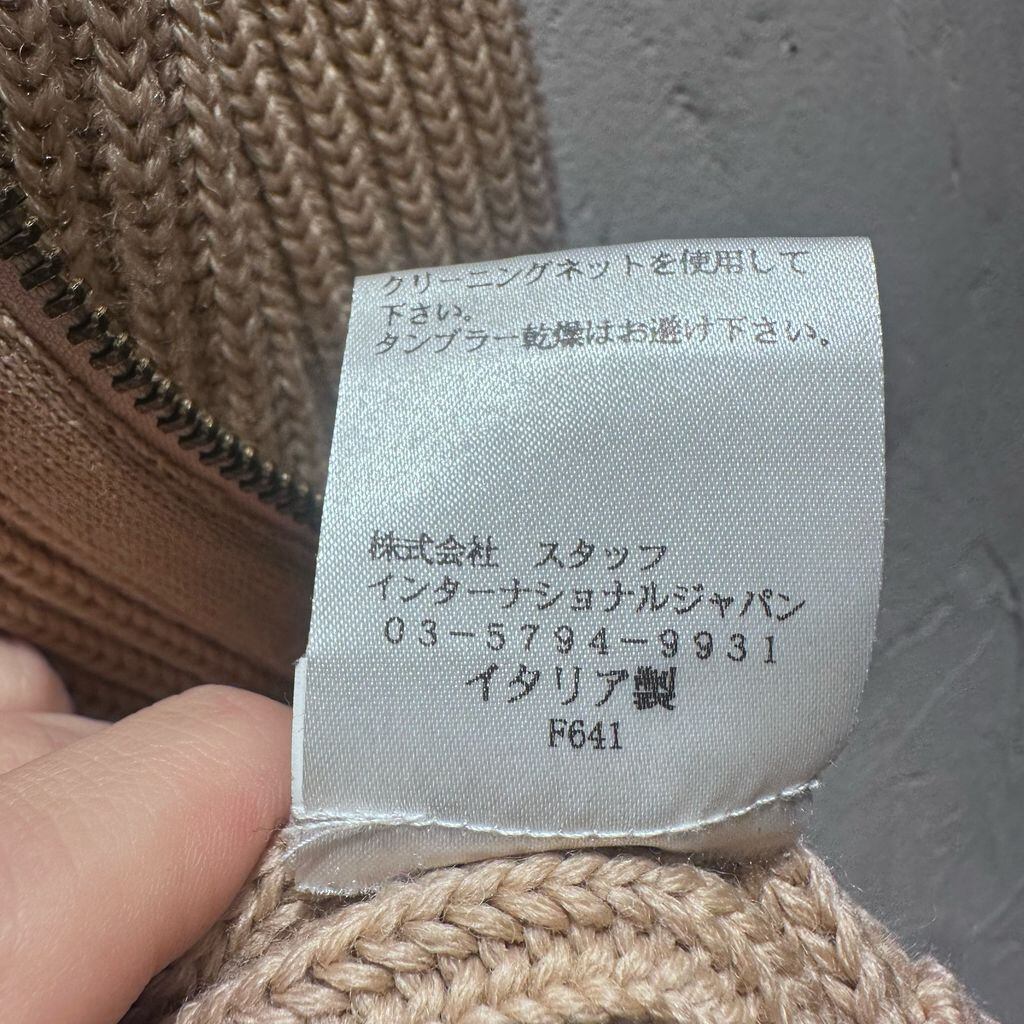 クリーニングネットを使用して
下さい。
タンブラー乾燥はお避け下さい。
株式会社　スタッフ
インターナショナルジャパン
03-5794-9931
イタリア製
F641